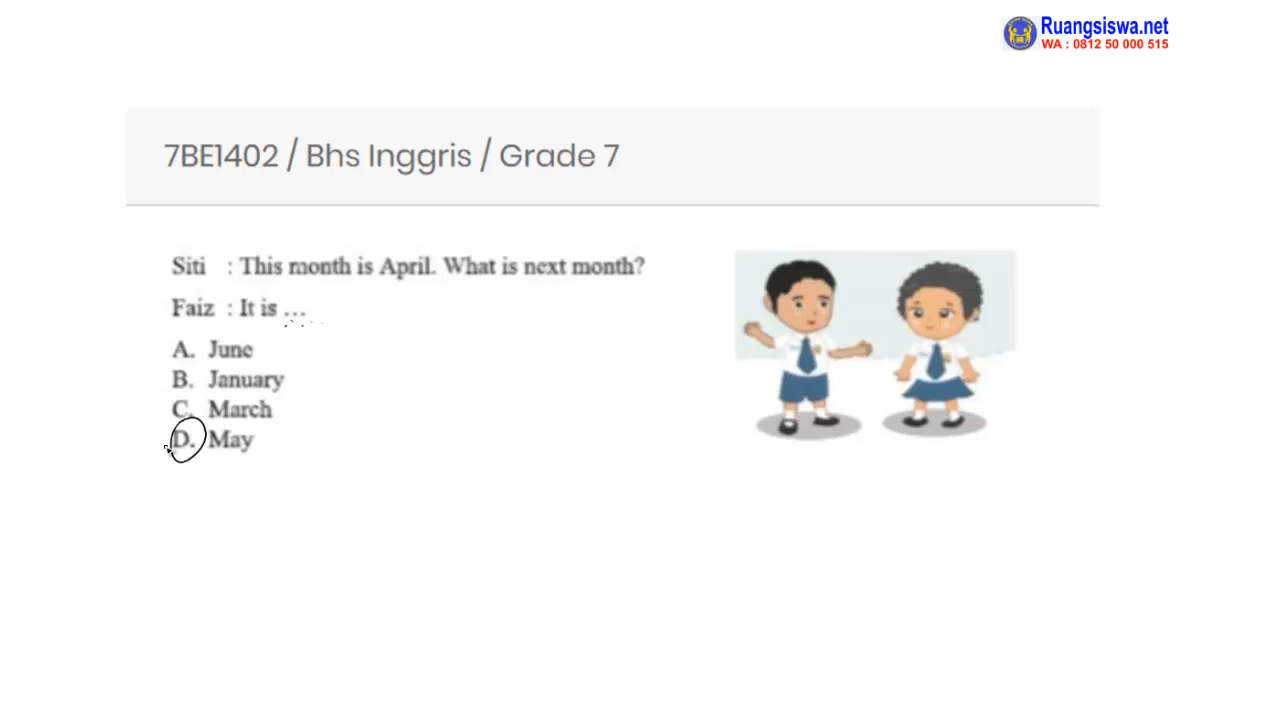 Ruangsiswa.net
WA : 0812 50 000 515
7BE1402 / Bhs Inggris / Grade 7
Siti : This month is April. What is next month?
Faiz : It is ...
A. June
B. January
C. March
D. May